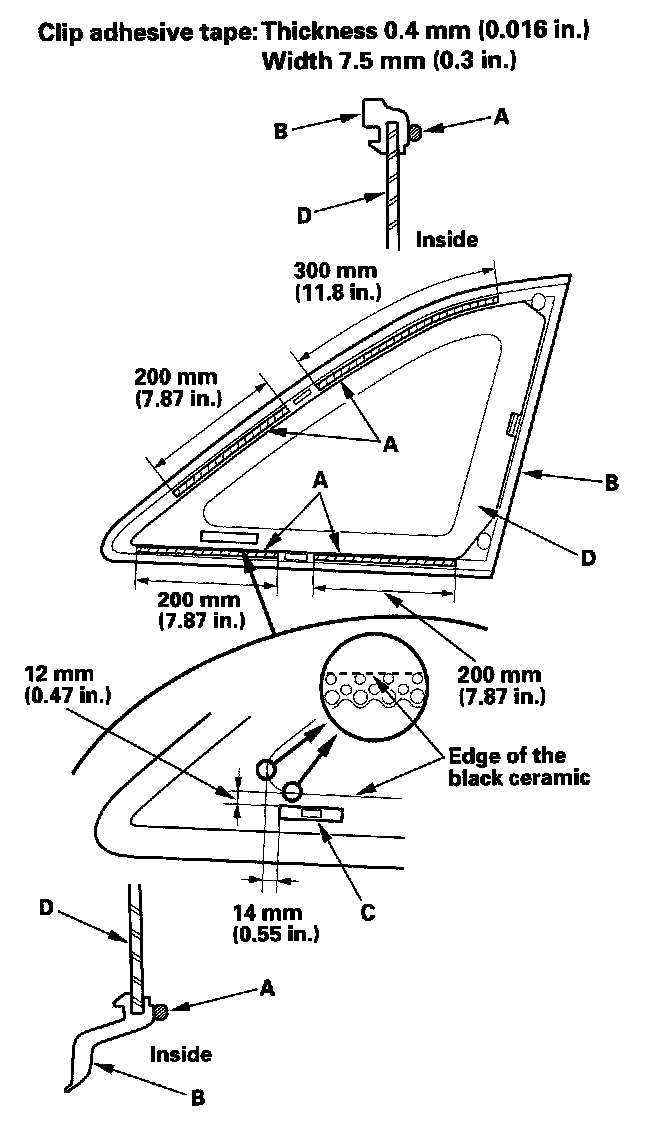 Clip adhesive tape: Thickness 0.4 mm (0.016 in.)
Width 7.5 mm (0.3 in.)
B
A
D
Inside
300 mm
(11.8 in.)
200 mm
(7.87 in.)
A
A
B
D
200 mm
(7.87 in.)
12 mm
(0.47 in.)
200 mm
(7.87 in.)
Edge of the
black ceramic
14 mm
(0.55 in.)
C
D
A
Inside
B